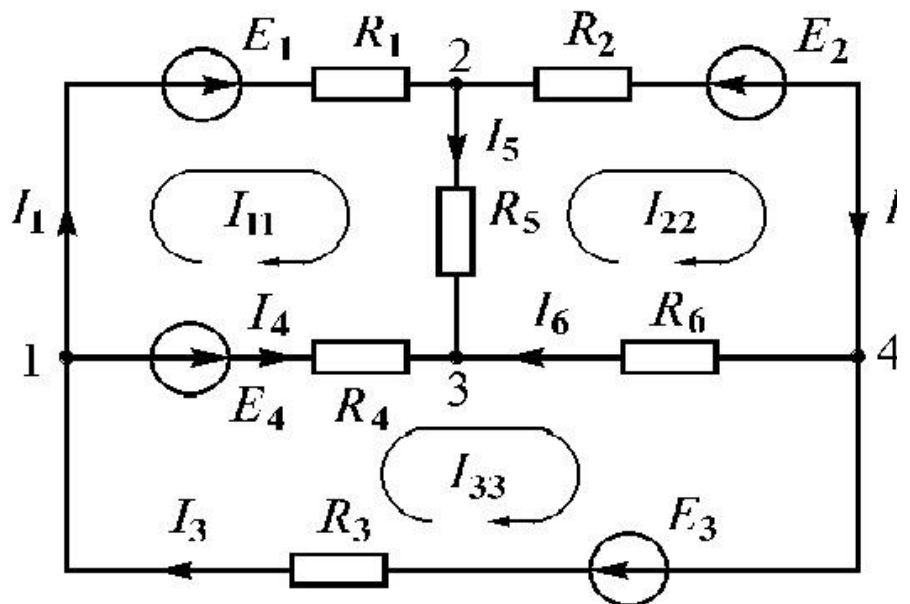 E₁ R₁ 2 R₂ E₂
I₅
I₁ I₁₁ R₅ I₂₂ I
I₄ I₆ R₆
1 3 4
E₄ R₄
I₃₃
I₃ R₃ E₃